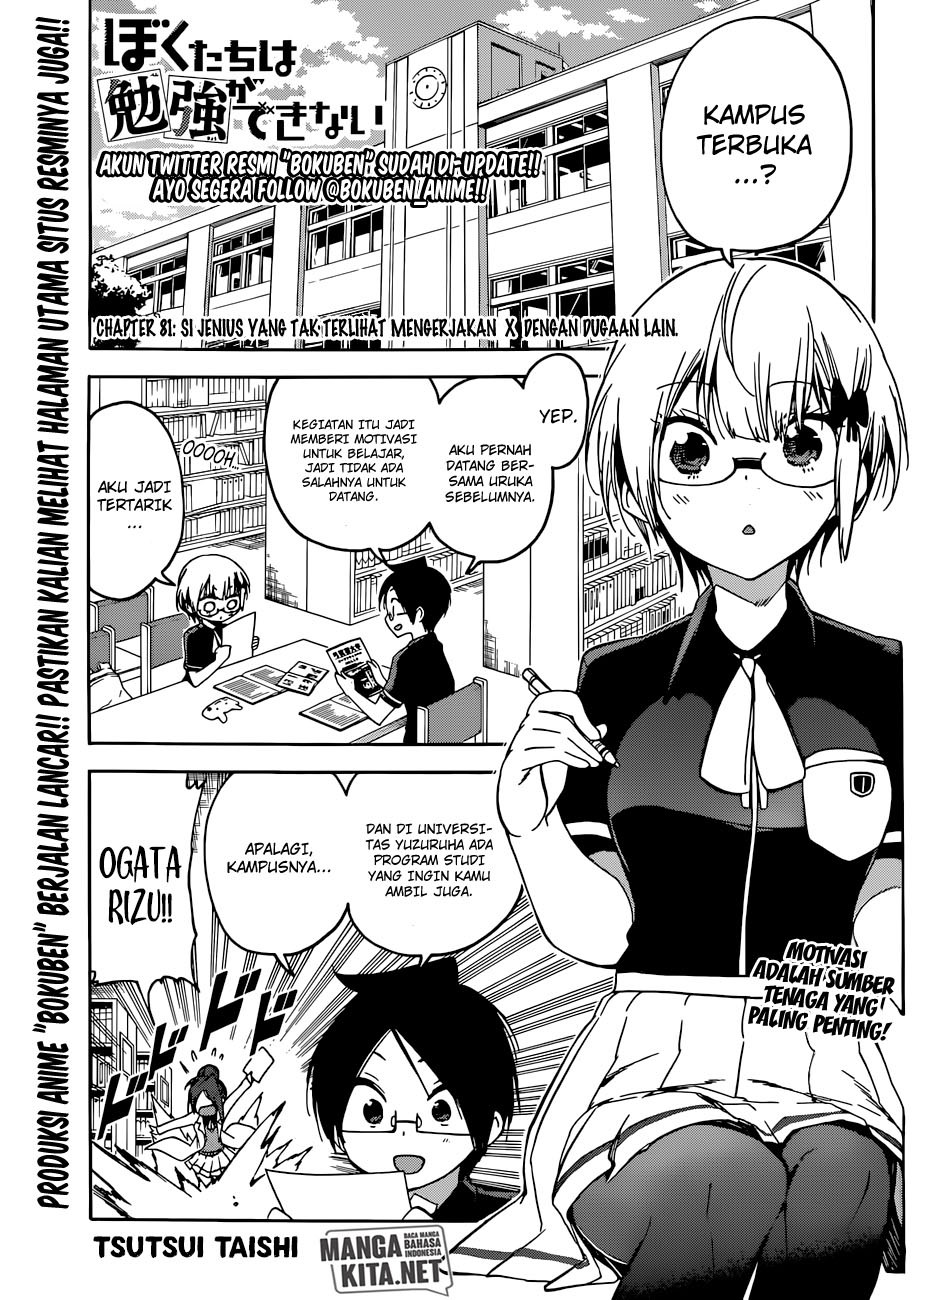 PRODUKSI ANIME "BOKUBEN" BERJALAN LANCAR!! PASTIKAN KALIAN MELIHAT HALAMAN UTAMA SITUS RESMINYA JUGA!!
ぼくたちは
勉強が
できない
AKUN TWITTER RESMI "BOKUBEN" SUDAH DI-UPDATE!!
AYO SEGERA FOLLOW @BOKUBEN_ANIME!!
KAMPUS
TERBUKA
...?
CHAPTER 81: SI JENIUS YANG TAK TERLIHAT MENGERJAKAN X DENGAN DUGAAN LAIN.
YEP.
AKU PERNAH
DATANG BER-
SAMA URUKA
SEBELUMNYA.
KEGIATAN ITU JADI
MEMBERI MOTIVASI
UNTUK BELAJAR,
JADI TIDAK ADA
SALAHNYA UNTUK
DATANG.
OOOOH...
AKU JADI
TERTARIK
...
DAN DI UNIVERSI-
TAS YUZURUHA ADA
PROGRAM STUDI
YANG INGIN KAMU
AMBIL JUGA.
APALAGI,
KAMPUSNYA...
OGATA
RIZU!!
ドドドド
MOTIVASI
ADALAH SUMBER
TENAGA YANG
PALING PENTING!
TSUTSUI TAISHI
MANGA
KITA.NET
BACA MANGA
BAHASA
INDONESIA